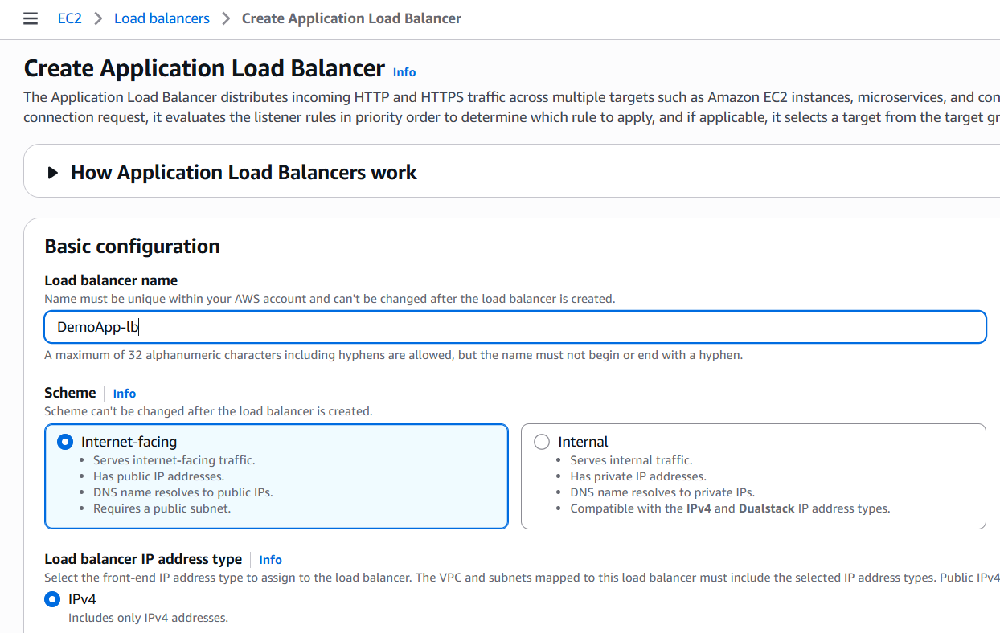 EC2 > Load balancers > Create Application Load Balancer
Create Application Load Balancer Info
The Application Load Balancer distributes incoming HTTP and HTTPS traffic across multiple targets such as Amazon EC2 instances, microservices, and con
connection request, it evaluates the listener rules in priority order to determine which rule to apply, and if applicable, it selects a target from the target gr
How Application Load Balancers work
Basic configuration
Load balancer name
Name must be unique within your AWS account and can't be changed after the load balancer is created.
DemoApp-lb
A maximum of 32 alphanumeric characters including hyphens are allowed, but the name must not begin or end with a hyphen.
Scheme Info
Scheme can't be changed after the load balancer is created.
Internet-facing
• Serves internet-facing traffic.
• Has public IP addresses.
• DNS name resolves to public IPs.
• Requires a public subnet.
Internal
• Serves internal traffic.
• Has private IP addresses.
• DNS name resolves to private IPs.
• Compatible with the IPv4 and Dualstack IP address types.
Load balancer IP address type Info
Select the front-end IP address type to assign to the load balancer. The VPC and subnets mapped to this load balancer must include the selected IP address types. Public IPv4
IPv4
Includes only IPv4 addresses.